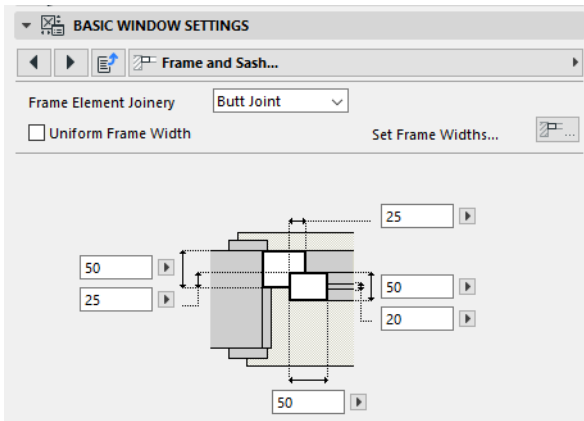 BASIC WINDOW SETTINGS
Frame and Sash...
Frame Element Joinery Butt Joint
Uniform Frame Width Set Frame Widths... ...
25
50
25
50
20
50